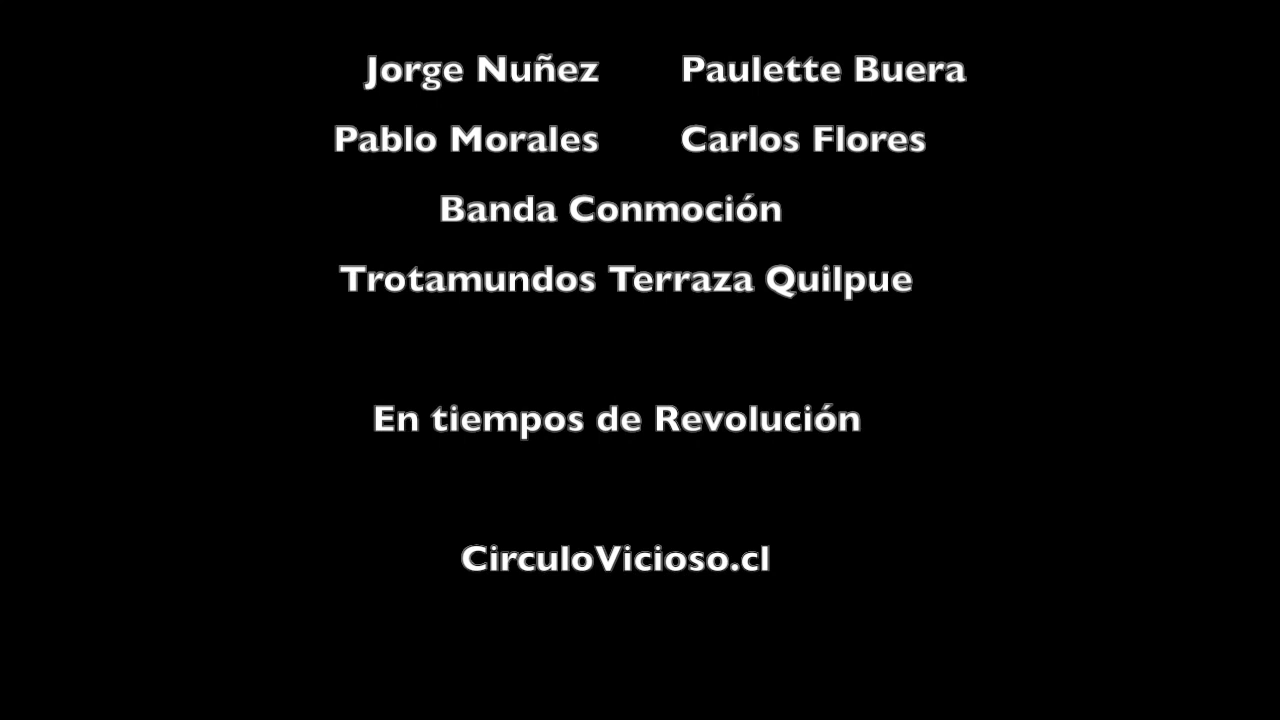 Jorge Nuñez Paulette Buera
Pablo Morales Carlos Flores
Banda Conmoción
Trotamundos Terraza Quilpue
En tiempos de Revolución
CirculoVicioso.cl